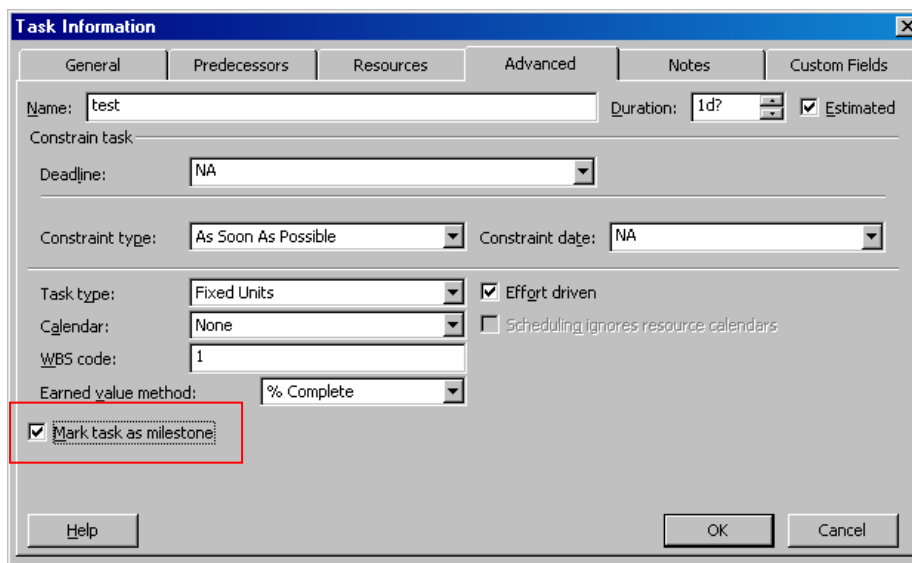 Task Information
General Predecessors Resources Advanced Notes Custom Fields
Name: test Duration: 1d? Estimated
Constrain task
Deadline: NA
Constraint type: As Soon As Possible Constraint date: NA
Task type: Fixed Units Effort driven
Calendar: None Scheduling ignores resource calendars
WBS code: 1
Earned value method: % Complete
Mark task as milestone
Help OK Cancel